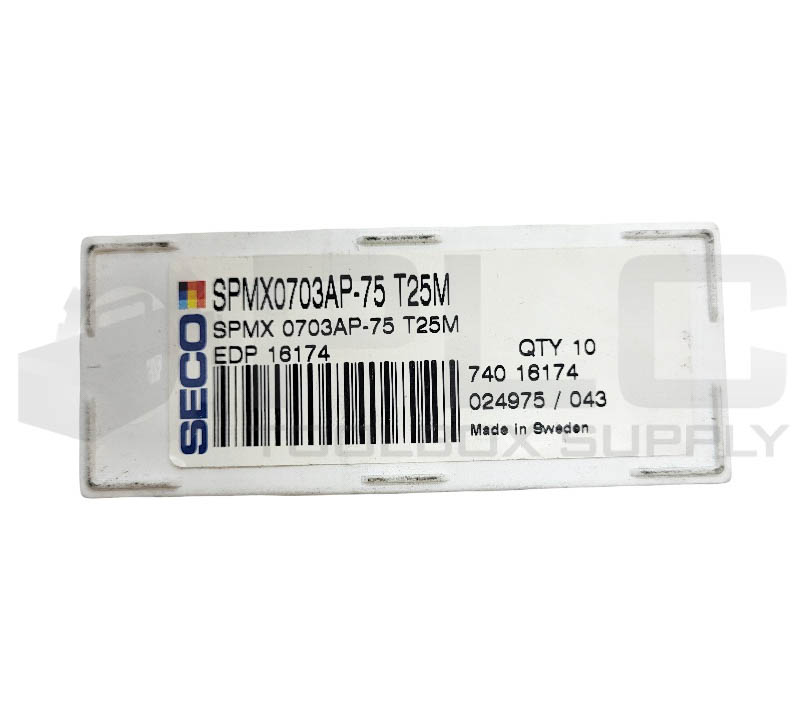 SECO
SPMX0703AP-75 T25M
SPMX 0703AP-75 T25M
EDP 16174
QTY 10
740 16174
024975 / 043
Made in Sweden
PLC
TOOLBOX SUPPLY